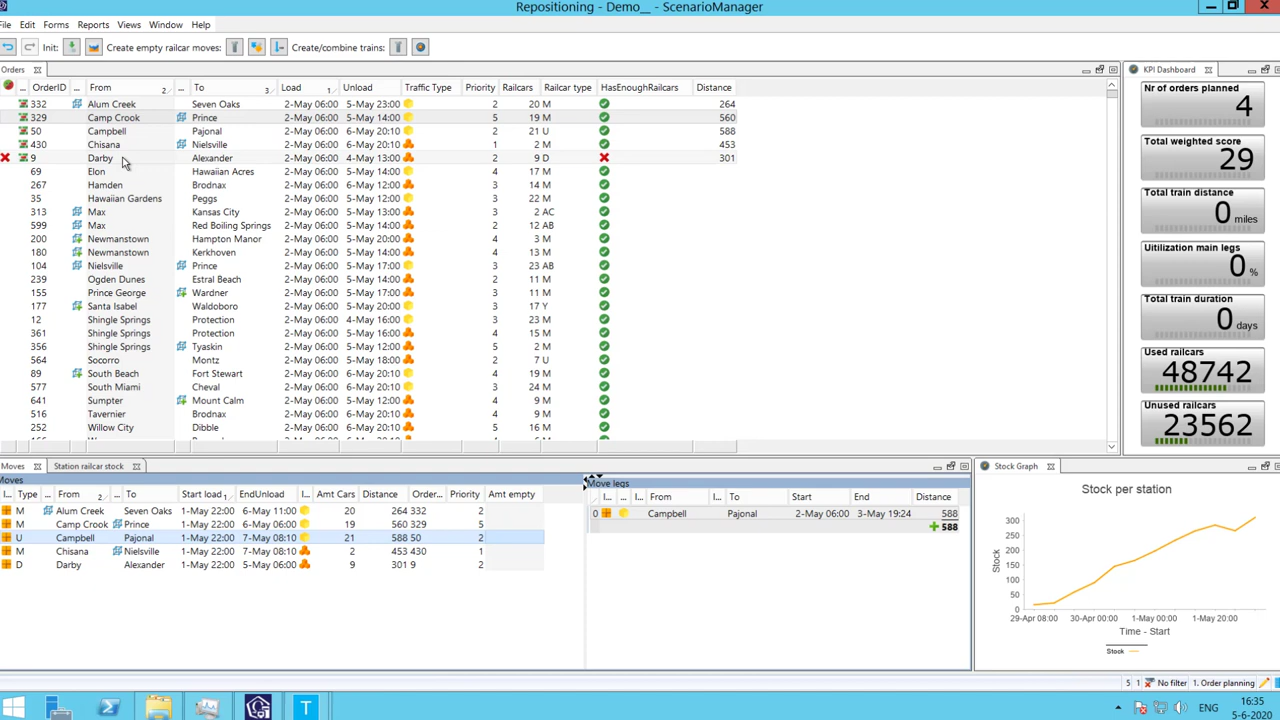 Repositioning - Demo__ - ScenarioManager
File Edit Forms Reports Views Window Help
Init: Create empty railcar moves: Create/combine trains:
Orders
... OrderID ... From 2 ... To 3 Load 1 Unload Traffic Type Priority Railcars Railcar type HasEnoughRailcars Distance
332 Alum Creek Seven Oaks 2-May 06:00 5-May 23:00 2 20 M 264
329 Camp Crook Prince 2-May 06:00 5-May 14:00 5 19 M 560
50 Campbell Pajonal 2-May 06:00 6-May 20:10 2 21 U 588
430 Chisana Nielsville 2-May 06:00 6-May 20:10 1 2 M 453
9 Darby Alexander 2-May 06:00 4-May 13:00 2 9 D 301
69 Elon Hawaiian Acres 2-May 06:00 5-May 14:00 4 17 M
267 Hamden Brodnax 2-May 06:00 5-May 12:00 3 14 M
35 Hawaiian Gardens Peggs 2-May 06:00 6-May 20:10 3 22 M
313 Max Kansas City 2-May 06:00 5-May 13:00 2 2 AC
599 Max Red Boiling Springs 2-May 06:00 5-May 14:00 2 12 AB
200 Newmanstown Hampton Manor 2-May 06:00 5-May 20:00 4 3 M
180 Newmanstown Kerkhoven 2-May 06:00 6-May 20:10 2 14 M
104 Nielsville Prince 2-May 06:00 5-May 17:00 3 23 AB
239 Ogden Dunes Estral Beach 2-May 06:00 5-May 14:00 2 11 M
155 Prince George Wardner 2-May 06:00 5-May 17:00 3 11 M
177 Santa Isabel Waldoboro 2-May 06:00 5-May 20:00 3 17 Y
12 Shingle Springs Protection 2-May 06:00 4-May 16:00 3 23 M
361 Shingle Springs Protection 2-May 06:00 4-May 16:00 4 15 M
356 Shingle Springs Tyaskin 2-May 06:00 5-May 12:00 5 2 M
564 Socorro Montz 2-May 06:00 5-May 18:00 2 7 U
89 South Beach Fort Stewart 2-May 06:00 6-May 20:10 4 19 M
577 South Miami Cheval 2-May 06:00 6-May 20:10 3 24 M
641 Sumpter Mount Calm 2-May 06:00 5-May 12:00 4 9 M
516 Tavernier Brodnax 2-May 06:00 6-May 20:10 4 9 M
252 Willow City Dibble 2-May 06:00 6-May 20:10 5 16 M
KPI Dashboard
Nr of orders planned
4
Total weighted score
29
Total train distance
0 miles
Uitilization main legs
0 %
Total train duration
0 days
Used railcars
48742
Unused railcars
23562
Moves Station railcar stock
Moves
I... Type ... From 2 ... To Start load 1 EndUnload I... Amt Cars Distance Order... Priority Amt empty
M Alum Creek Seven Oaks 1-May 22:00 6-May 11:00 20 264 332 2
M Camp Crook Prince 1-May 22:00 6-May 02:00 19 560 329 5
U Campbell Pajonal 1-May 22:00 7-May 08:10 21 588 50 2
M Chisana Nielsville 1-May 22:00 7-May 08:10 2 453 430 1
D Darby Alexander 1-May 22:00 5-May 06:00 9 301 9 2
Move legs
I... ... I... From I... To Start End Distance
0 Campbell Pajonal 2-May 06:00 3-May 19:24 588
588
Stock Graph
Stock per station
Stock
300
250
200
150
100
50
0
29-Apr 08:00 30-Apr 00:00 1-May 00:00 1-May 20:00
Time - Start
Stock
5 1 No filter 1. Order planning
T
ENG
16:35
5-6-2020